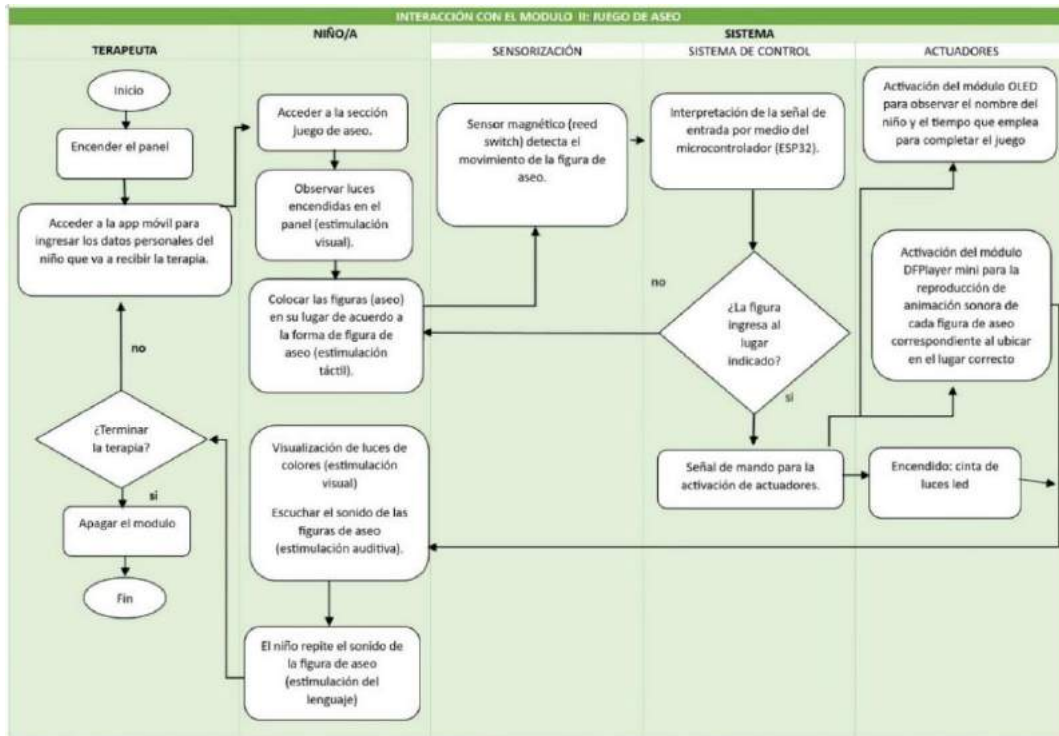 INTERACCIÓN CON EL MODULO II: JUEGO DE ASEO
TERAPEUTA
NIÑO/A
SISTEMA
SENSORIZACIÓN
SISTEMA DE CONTROL
ACTUADORES
Inicio
Encender el panel
Acceder a la app móvil para
ingresar los datos personales del
niño que va a recibir la terapia.
no
¿Terminar
la terapia?
si
Apagar el modulo
Fin
Acceder a la sección
juego de aseo.
Observar luces
encendidas en el
panel (estimulación
visual).
Colocar las figuras (aseo)
en su lugar de acuerdo a
la forma de figura de
aseo (estimulación
táctil).
Visualización de luces de
colores (estimulación
visual)
Escuchar el sonido de las
figuras de aseo
(estimulación auditiva).
El niño repite el sonido de
la figura de aseo
(estimulación del
lenguaje)
Sensor magnético (reed
switch) detecta el
movimiento de la figura de
aseo.
Interpretación de la señal de
entrada por medio del
microcontrolador (ESP32).
no
¿La figura
ingresa al
lugar
indicado?
si
Señal de mando para la
activación de actuadores.
Activación del módulo OLED
para observar el nombre del
niño y el tiempo que emplea
para completar el juego
Activación del módulo
DFPlayer mini para la
reproducción de
animación sonora de
cada figura de aseo
correspondiente al ubicar
en el lugar correcto
Encendido: cinta de
luces led